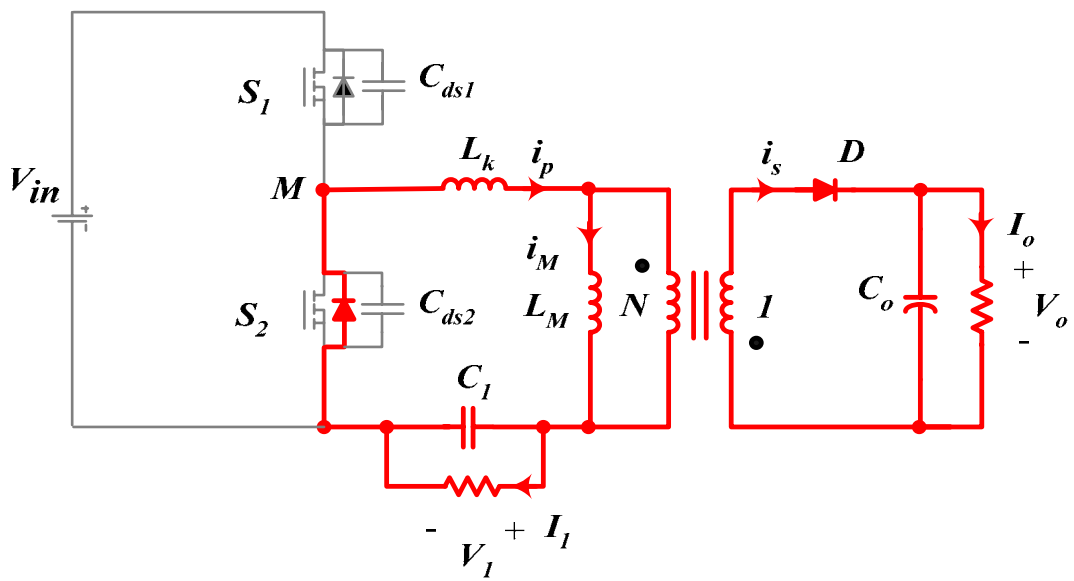 S1
Cds1
Lk
ip
is
D
Vin
M
iM
Io
+
S2
Cds2
LM
N
1
Co
Vo
-
C1
- + I1
V1